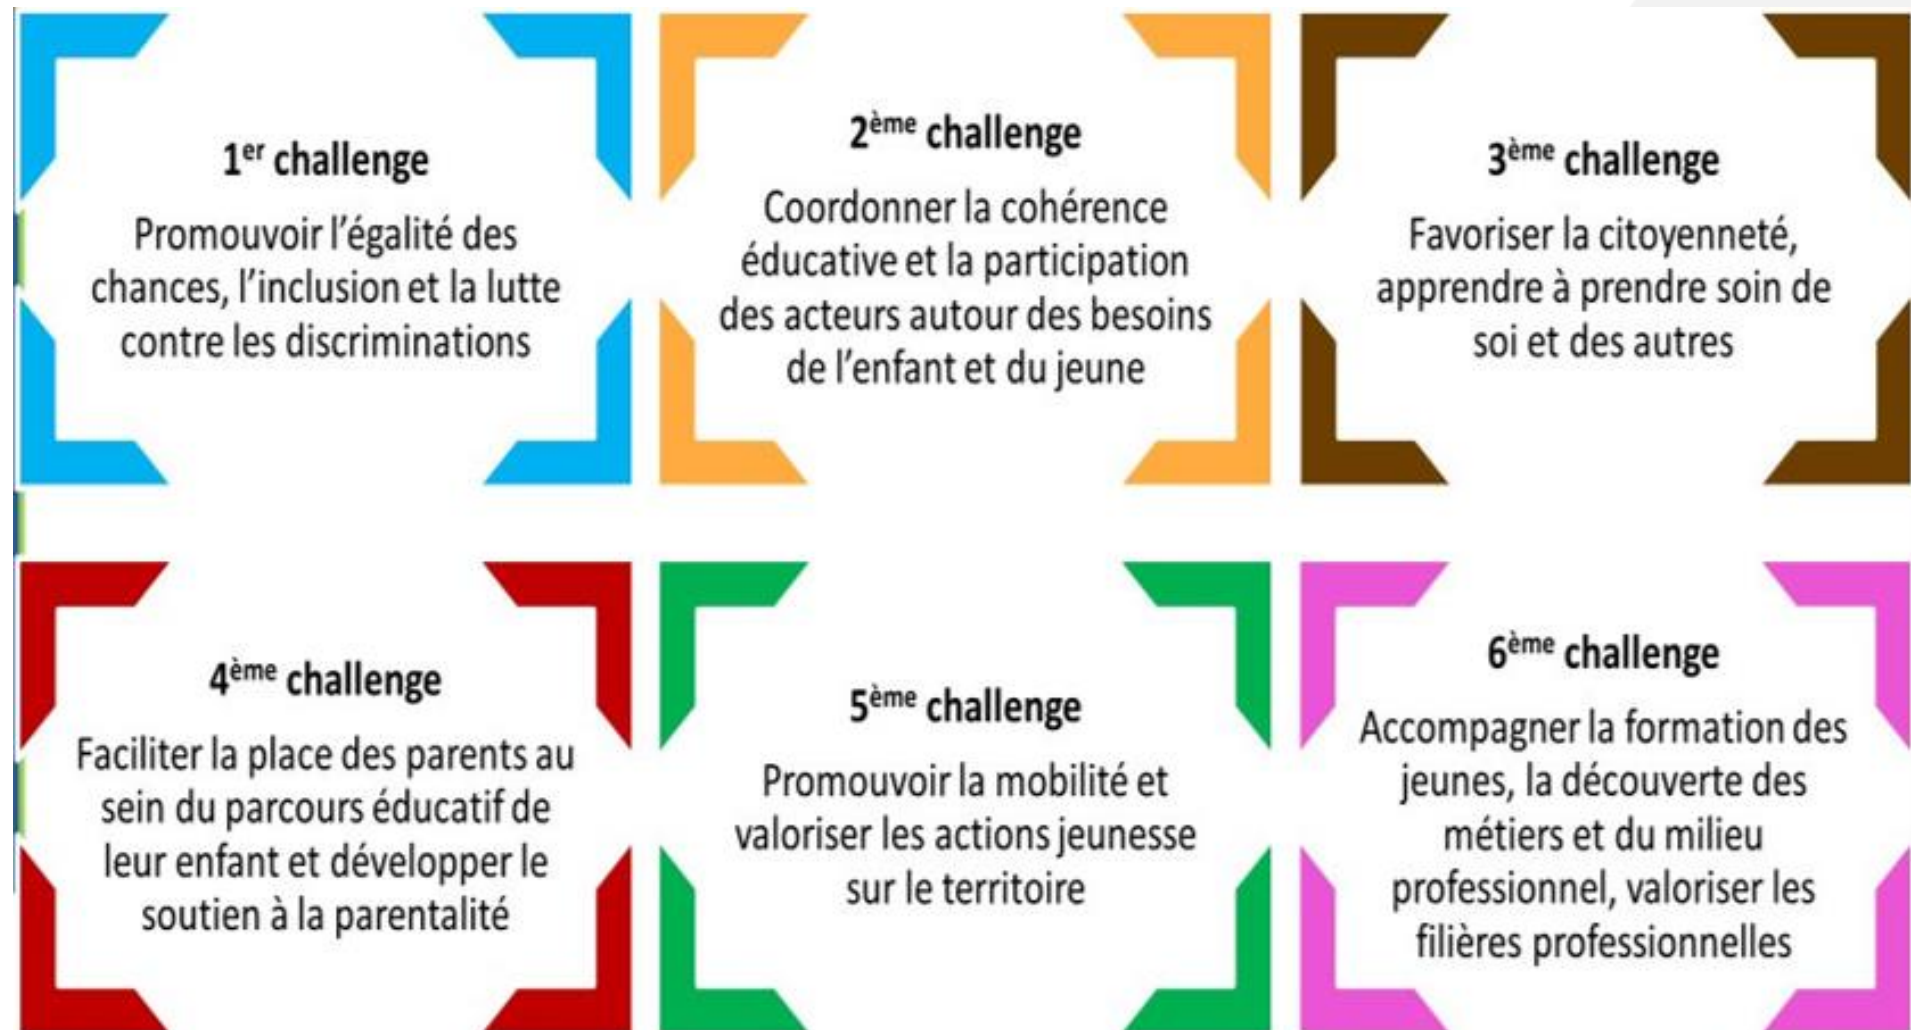 1er challenge
Promouvoir l'égalité des
chances, l'inclusion et la lutte
contre les discriminations
2ème challenge
Coordonner la cohérence
éducative et la participation
des acteurs autour des besoins
de l'enfant et du jeune
3ème challenge
Favoriser la citoyenneté,
apprendre à prendre soin de
soi et des autres
4ème challenge
Faciliter la place des parents au
sein du parcours éducatif de
leur enfant et développer le
soutien à la parentalité
5ème challenge
Promouvoir la mobilité et
valoriser les actions jeunesse
sur le territoire
6ème challenge
Accompagner la formation des
jeunes, la découverte des
métiers et du milieu
professionnel, valoriser les
filières professionnelles